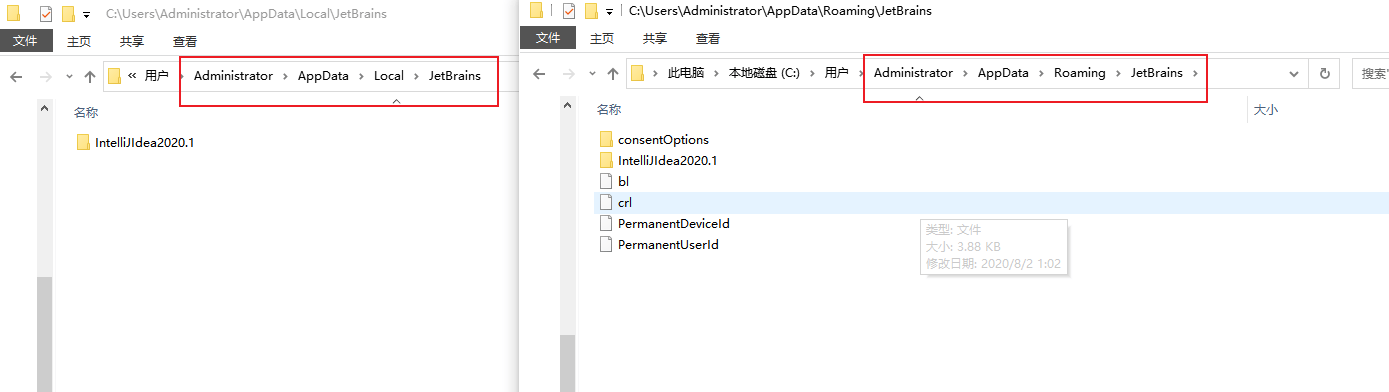 C:\Users\Administrator\AppData\Local\JetBrains
文件 主页 共享 查看
« 用户 Administrator AppData Local JetBrains
名称
IntelliJIdea2020.1
C:\Users\Administrator\AppData\Roaming\JetBrains
文件 主页 共享 查看
此电脑 本地磁盘 (C:) 用户 Administrator AppData Roaming JetBrains
搜索"
名称 大小
consentOptions
IntelliJIdea2020.1
bl
crl
PermanentDeviceId
PermanentUserId
类型: 文件
大小: 3.88 KB
修改日期: 2020/8/2 1:02